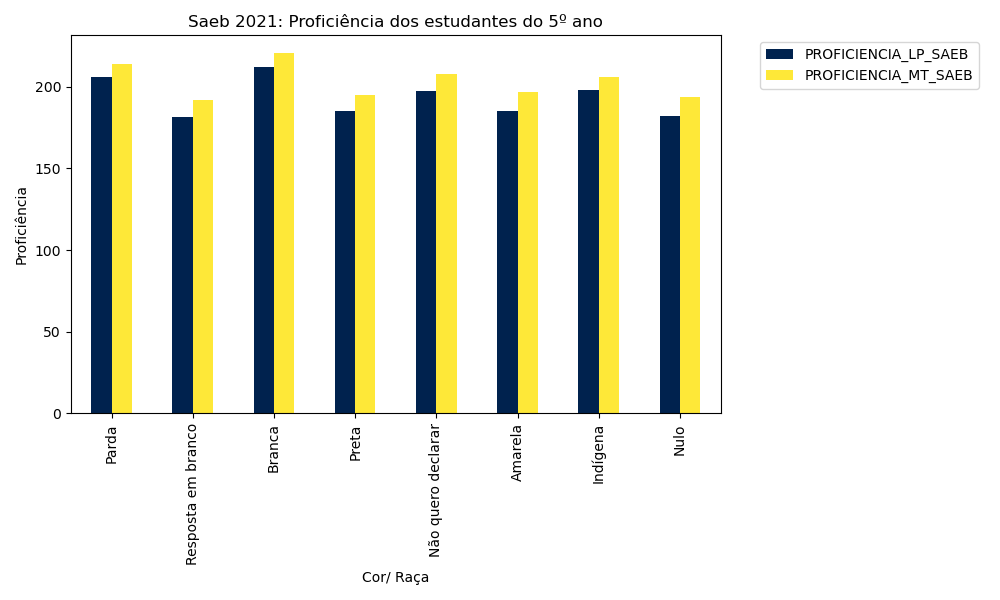 Saeb 2021: Proficiência dos estudantes do 5º ano
PROFICIENCIA_LP_SAEB
PROFICIENCIA_MT_SAEB
Proficiência
200
150
100
50
0
Parda
Resposta em branco
Branca
Preta
Não quero declarar
Amarela
Indígena
Nulo
Cor/ Raça